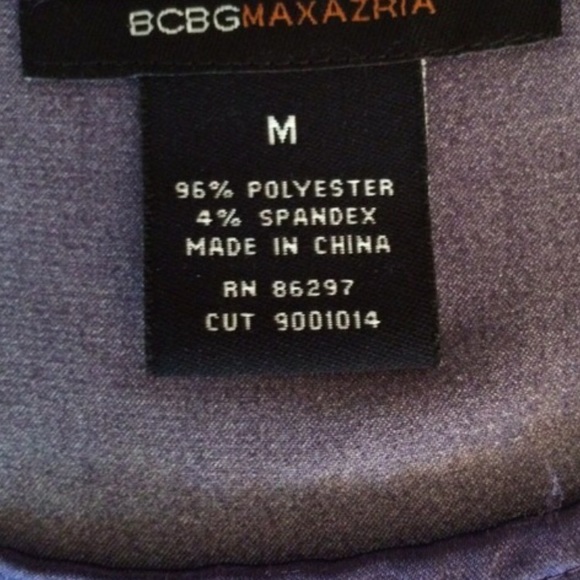 BCBGMAXAZRIA
M
96% POLYESTER
4% SPANDEX
MADE IN CHINA
RN 86297
CUT 9001014